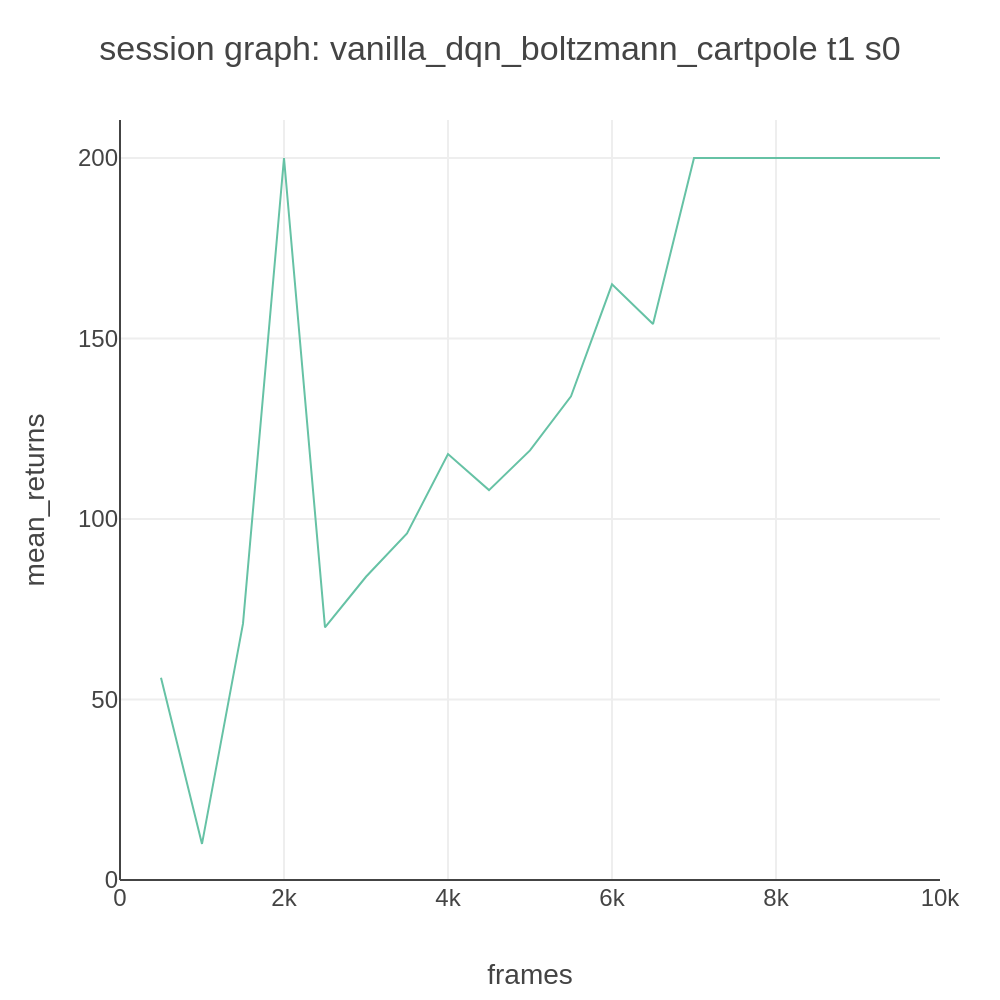 session graph: vanilla_dqn_boltzmann_cartpole t1 s0
mean_returns
200
150
100
50
0
0 2k 4k 6k 8k 10k
frames